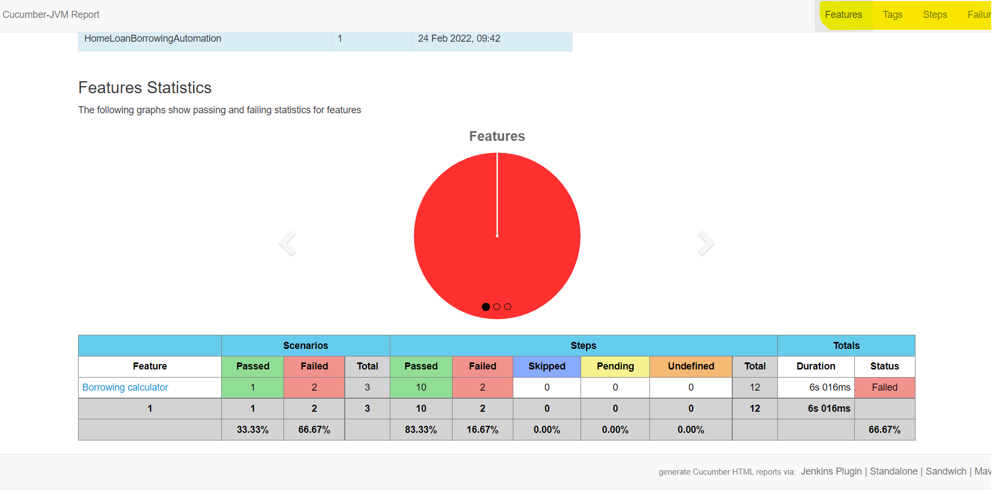 Cucumber-JVM Report
Features Tags Steps Failur
HomeLoanBorrowingAutomation 1 24 Feb 2022, 09:42
Features Statistics
The following graphs show passing and failing statistics for features
Features
Scenarios Steps Totals
Feature Passed Failed Total Passed Failed Skipped Pending Undefined Total Duration Status
Borrowing calculator 1 2 3 10 2 0 0 0 12 6s 016ms Failed
1 1 2 3 10 2 0 0 0 12 6s 016ms
33.33% 66.67% 83.33% 16.67% 0.00% 0.00% 0.00% 66.67%
generate Cucumber HTML reports via: Jenkins Plugin | Standalone | Sandwich | Mav